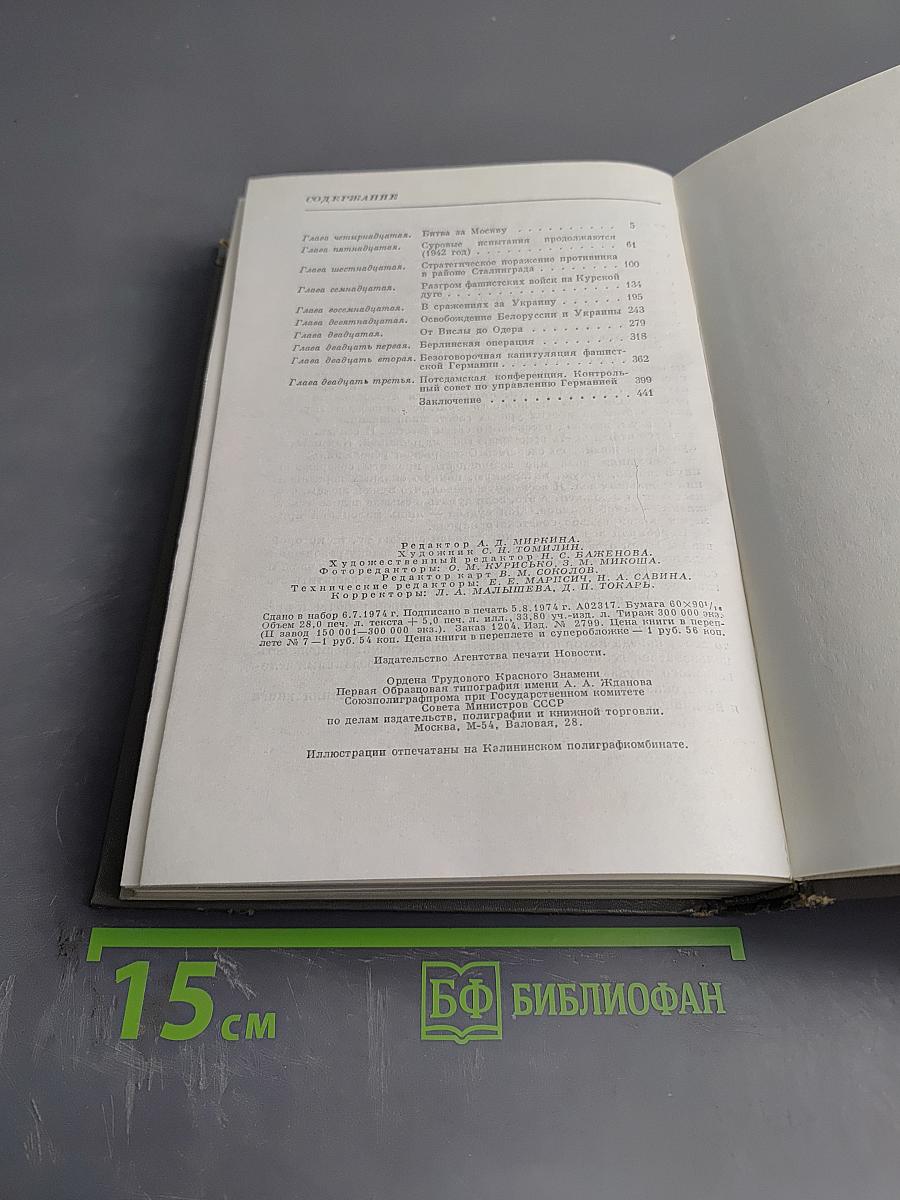 СОДЕРЖАНИЕ
Глава четырнадцатая. Битва за Москву . . . . . . . . . . 5
Глава пятнадцатая. Суровые испытания продолжаются
(1942 год) . . . . . . . . . . . . . . 61
Глава шестнадцатая. Стратегическое поражение противника
в районе Сталинграда . . . . . . . . 100
Глава семнадцатая. Разгром фашистских войск на Курской
дуге . . . . . . . . . . . . . . . . . 134
Глава восемнадцатая. В сражениях за Украину . . . . . . 195
Глава девятнадцатая. Освобождение Белоруссии и Украины 243
Глава двадцатая. От Вислы до Одера . . . . . . . . . 279
Глава двадцать первая. Берлинская операция . . . . . . . . 318
Глава двадцать вторая. Безоговорочная капитуляция фашист-
ской Германии . . . . . . . . . . . . 362
Глава двадцать третья. Потсдамская конференция. Контроль-
ный совет по управлению Германией 399
Заключение . . . . . . . . . . . . . 441
Редактор А. Д. МИРКИНА.
Художник С. Н. ТОМИЛИН.
Художественный редактор Н. С. БАЖЕНОВА.
Фоторедакторы: О. М. КУРИСЬКО, З. М. МИКОША.
Редактор карт В. М. СОКОЛОВ.
Технические редакторы: Е. Е. МАРПСИЧ, Н. А. САВИНА.
Корректоры: Л. А. МАЛЫШЕВА, Д. П. ТОКАРЬ.
Сдано в набор 6.7.1974 г. Подписано в печать 5.8.1974 г. А02317. Бумага 60×90 1/16
Объем 28,0 печ. л. текста + 5,0 печ. л. илл., 33,80 уч.-изд. л. Тираж 300 000 экз.
(II завод 150 001—300 000 экз.). Заказ 1204. Изд. № 2799. Цена книги в переп-
лете № 7 — 1 руб. 54 коп. Цена книги в переплете и суперобложке — 1 руб. 56 коп.
Издательство Агентства печати Новости.
Ордена Трудового Красного Знамени
Первая Образцовая типография имени А. А. Жданова
Союзполиграфпрома при Государственном комитете
Совета Министров СССР
по делам издательств, полиграфии и книжной торговли.
Москва, М-54, Валовая, 28.
Иллюстрации отпечатаны на Калининском полиграфкомбинате.
15 см
БФ БИБЛИОФАН